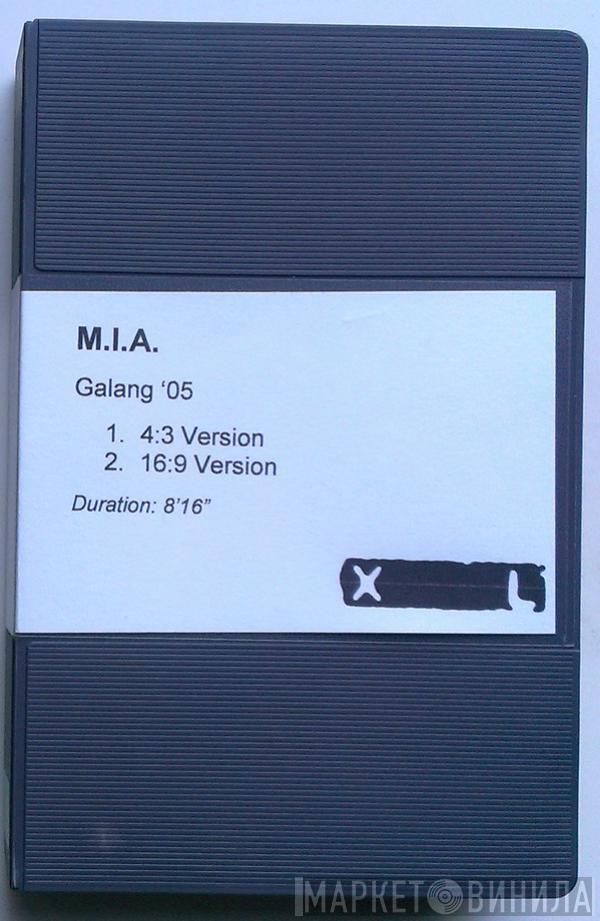 M.I.A.
Galang ‘05
1. 4:3 Version
2. 16:9 Version
Duration: 8’16”
X L
МАРКЕТ ВИНИЛА